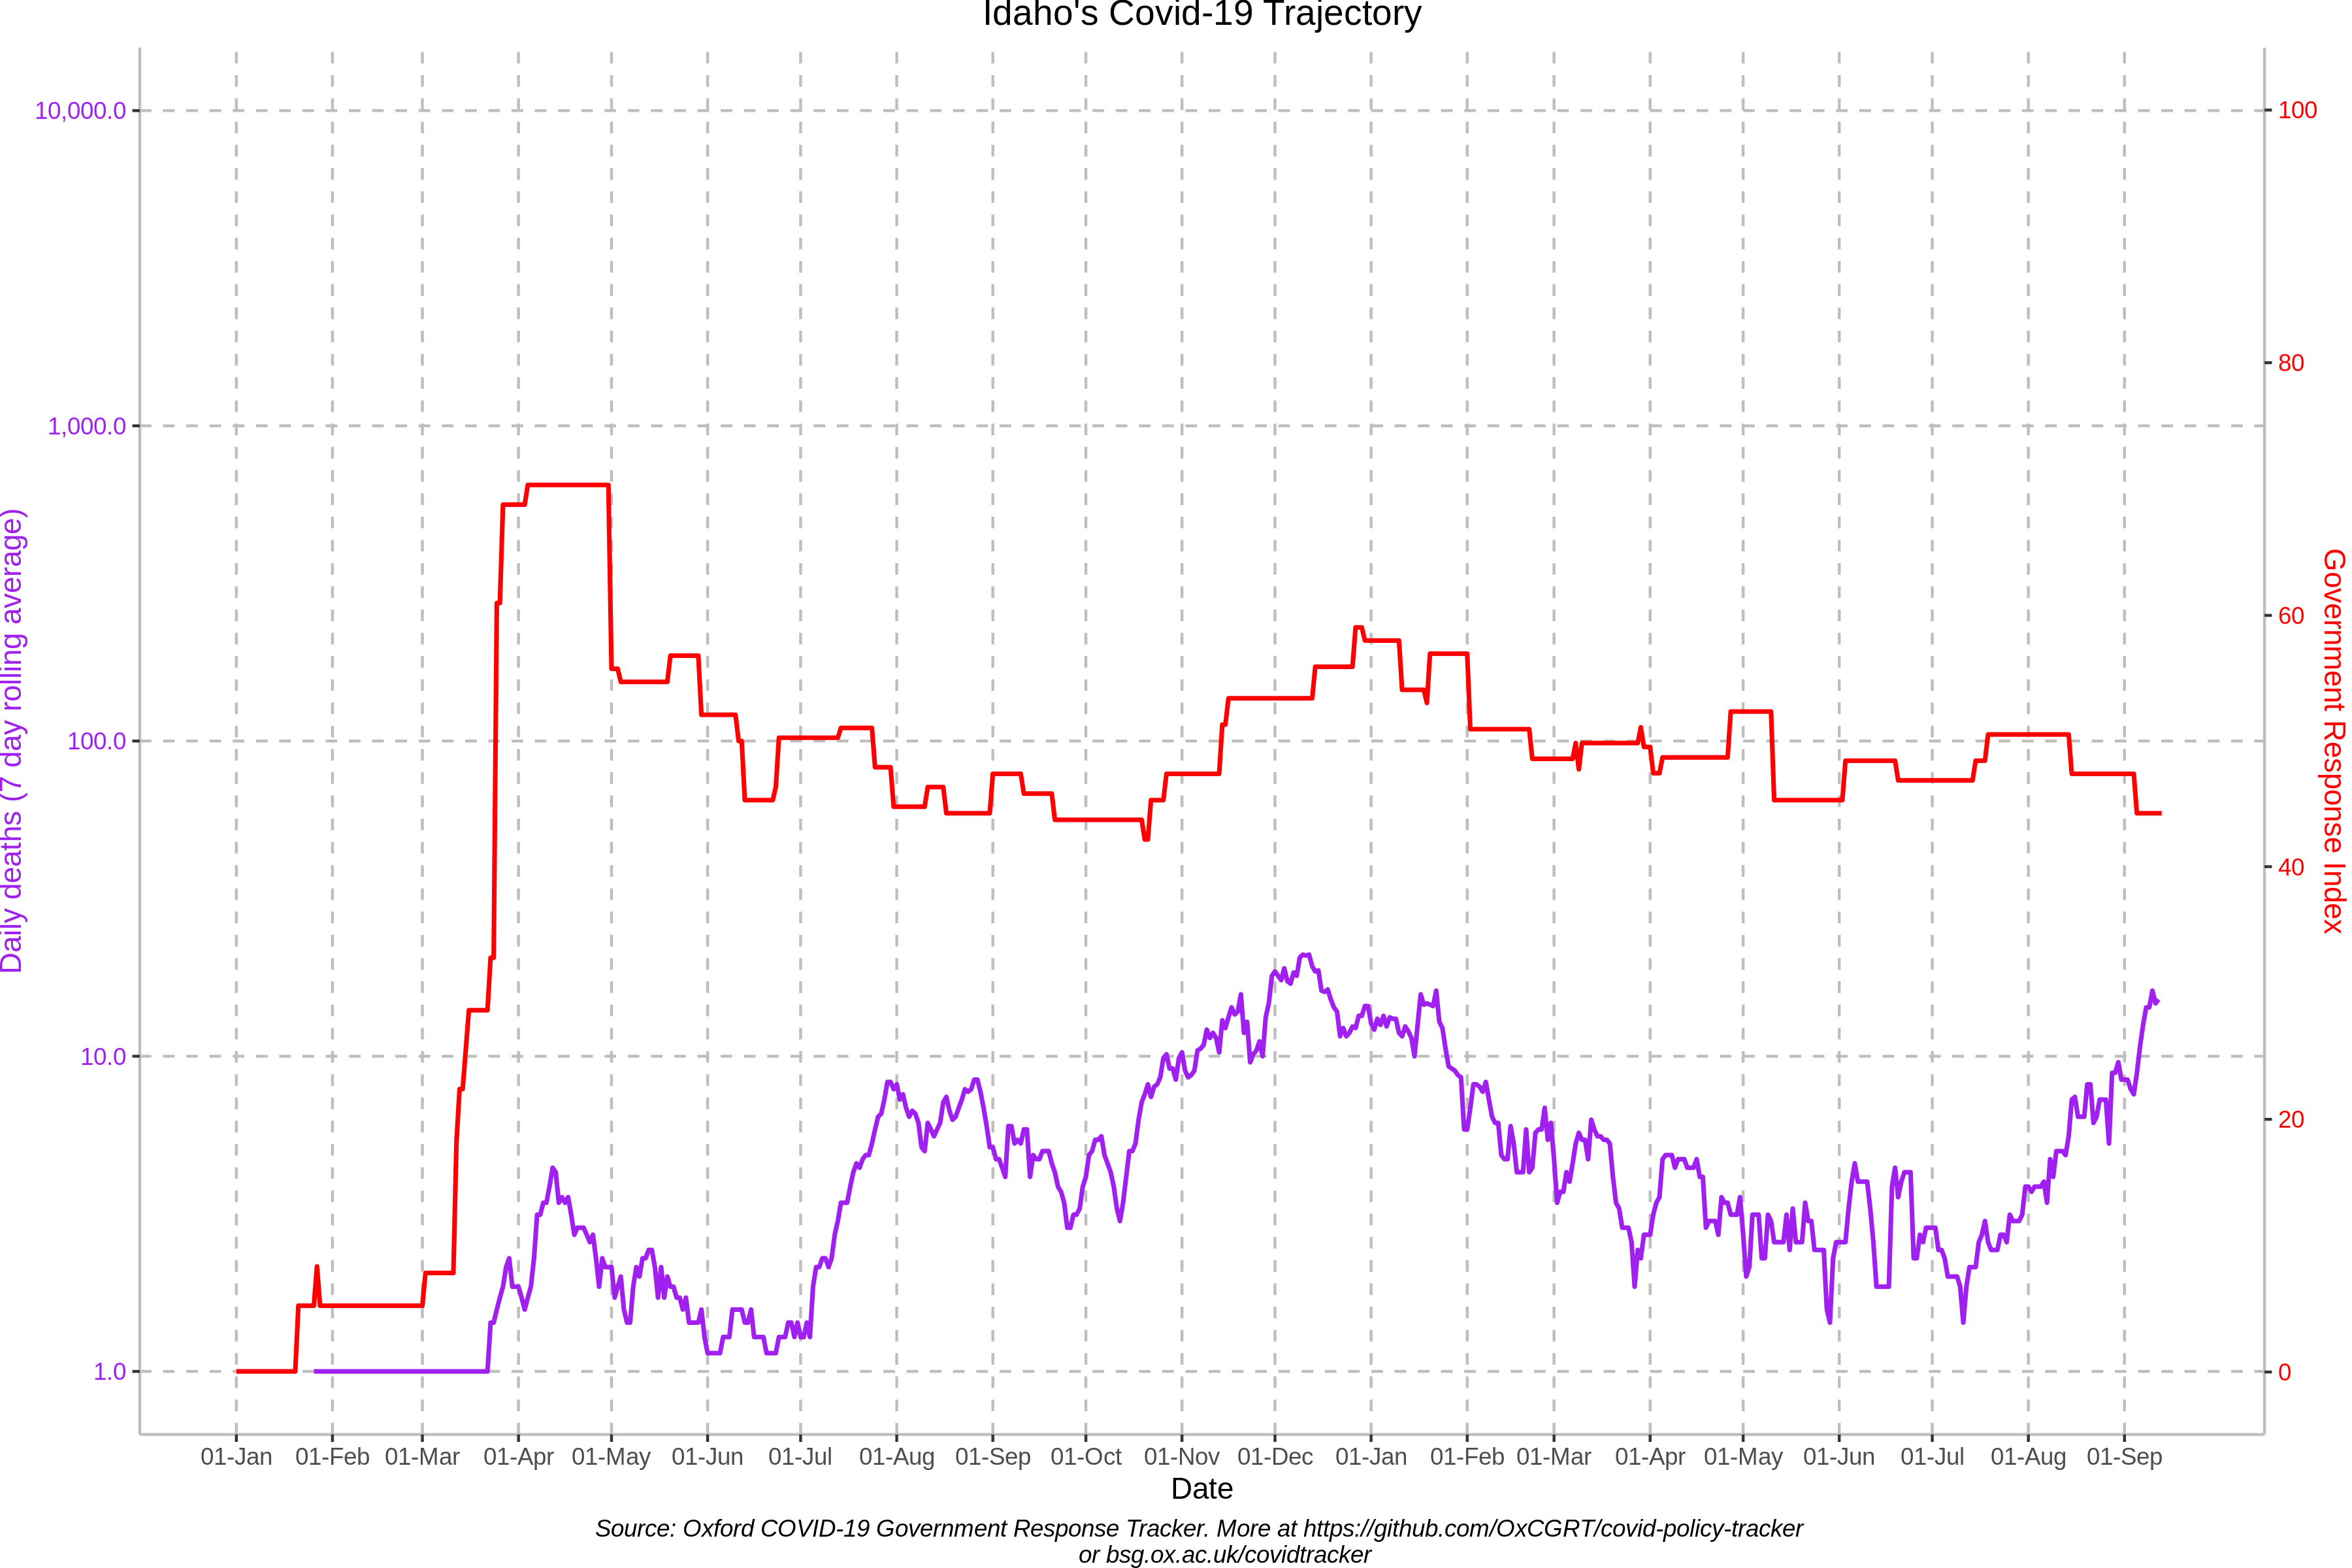 Idaho's Covid-19 Trajectory
10,000.0
1,000.0
100.0
10.0
1.0
Daily deaths (7 day rolling average)
100
80
60
40
20
0
Government Response Index
01-Jan 01-Feb 01-Mar 01-Apr 01-May 01-Jun 01-Jul 01-Aug 01-Sep 01-Oct 01-Nov 01-Dec 01-Jan 01-Feb 01-Mar 01-Apr 01-May 01-Jun 01-Jul 01-Aug 01-Sep
Date
Source: Oxford COVID-19 Government Response Tracker. More at https://github.com/OxCGRT/covid-policy-tracker
or bsg.ox.ac.uk/covidtracker